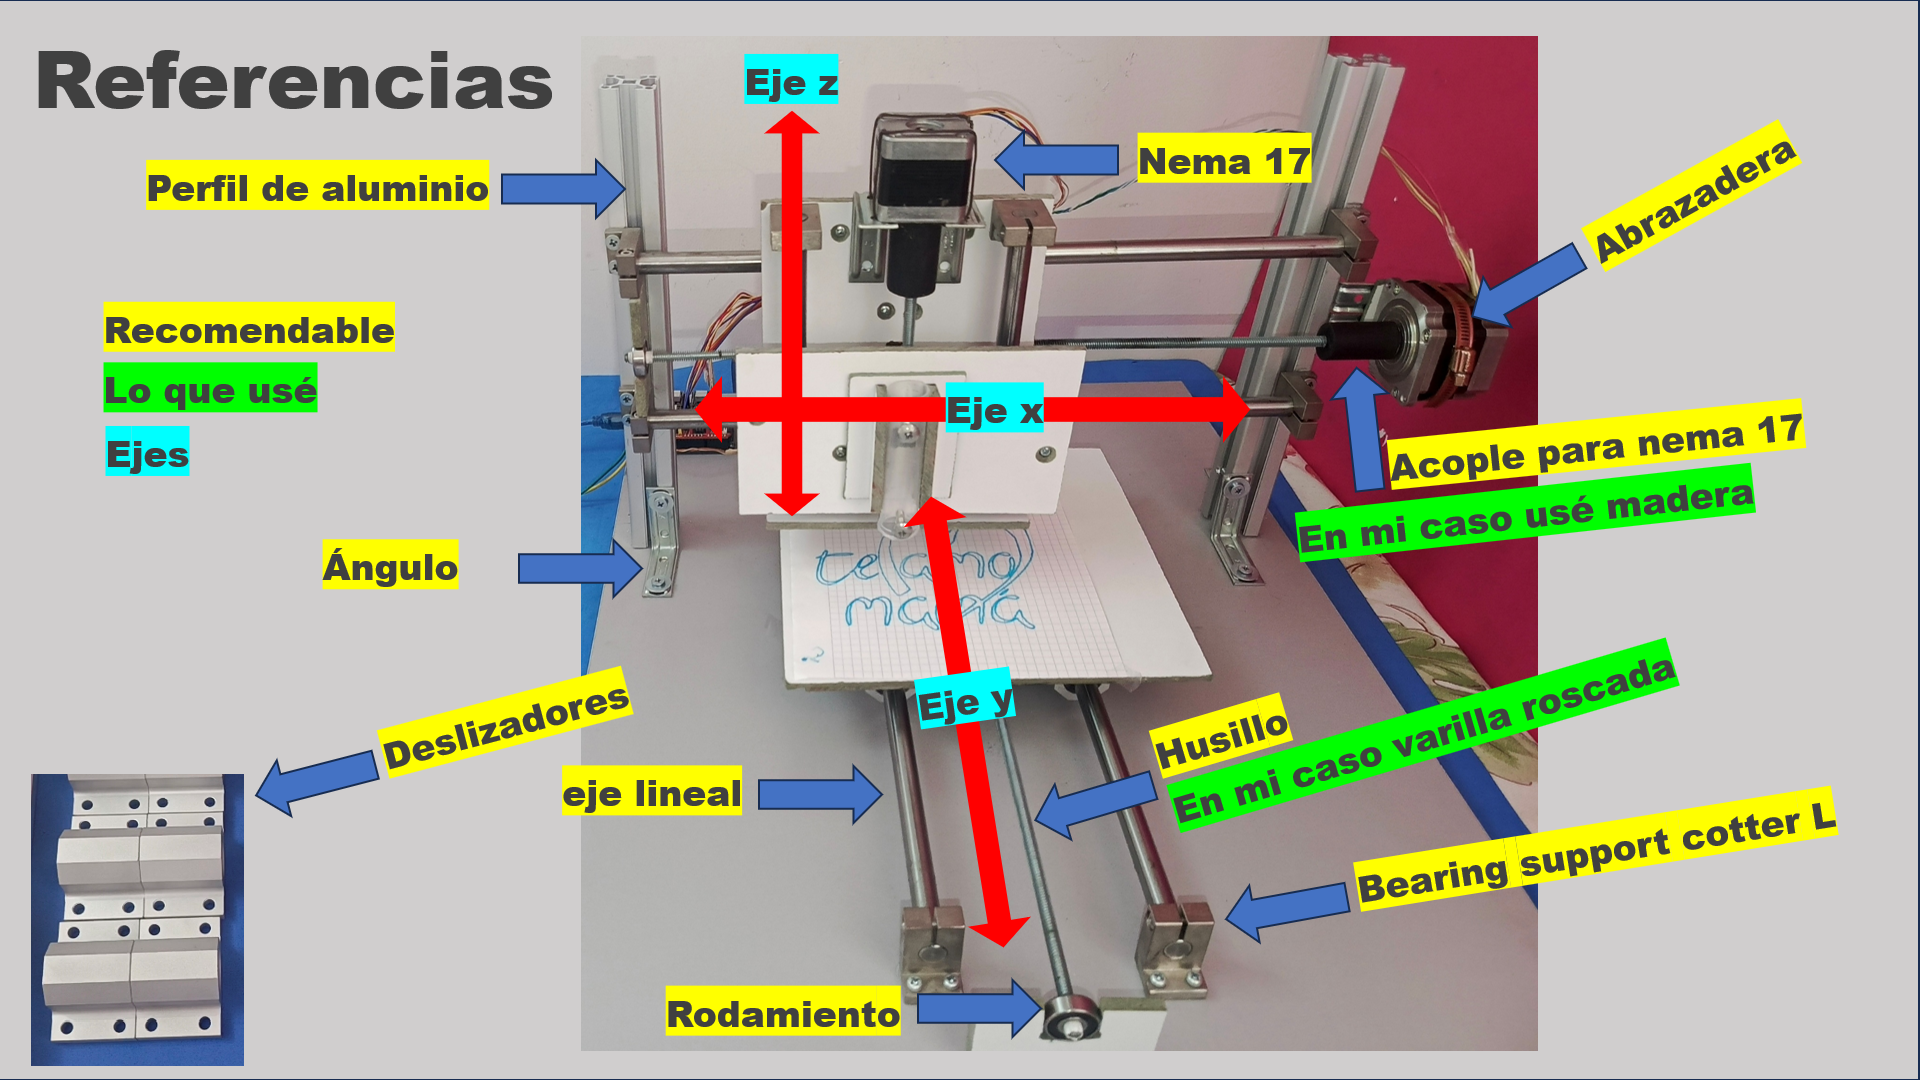 Referencias
Eje z
Nema 17
Perfil de aluminio
Abrazadera
Recomendable
Lo que usé
Ejes
Eje x
Acople para nema 17
En mi caso usé madera
Ángulo
te amo
mamá
Deslizadores
Eje y
Husillo
En mi caso varilla roscada
eje lineal
Bearing support cotter L
Rodamiento